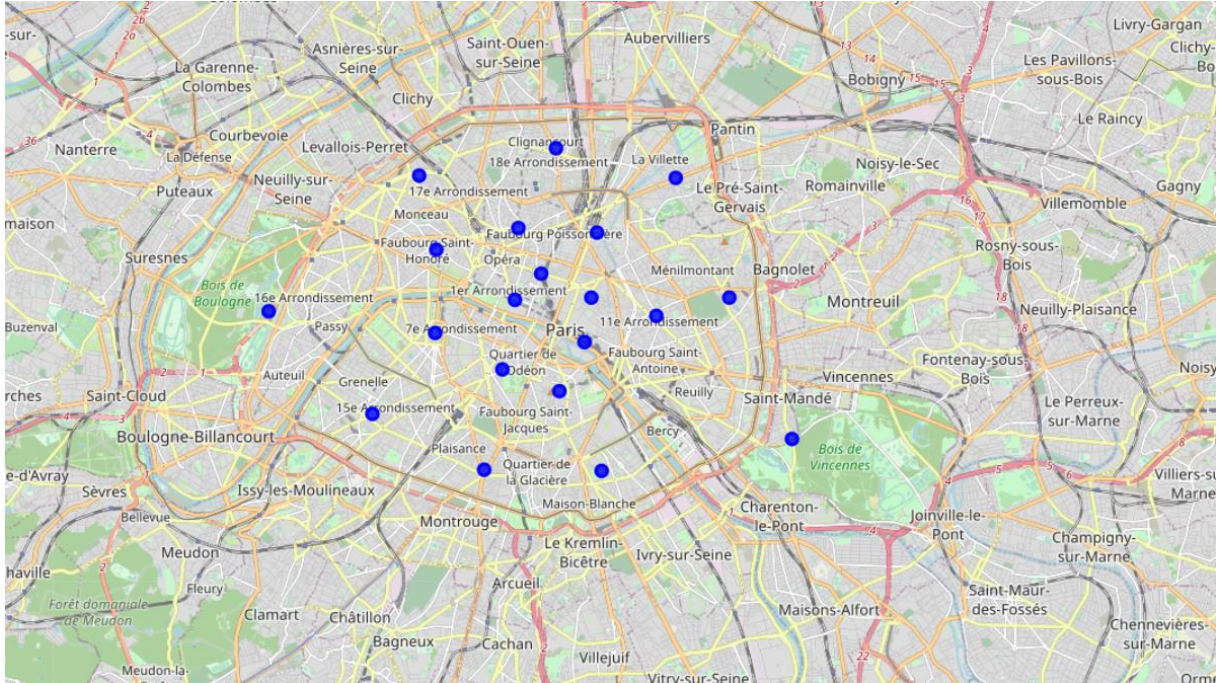 Livry-Gargan
Asnières-sur-
Seine
Saint-Ouen-
sur-Seine
Aubervilliers
Les Pavillons-
sous-Bois
La Garenne-
Colombes
Bobigny
Clichy
Le Raincy
Courbevoie
Pantin
Nanterre
La Défense
Levallois-Perret
Clignancourt
18e Arrondissement
La Villette
Noisy-le-Sec
Puteaux
Neuilly-sur-
Seine
17e Arrondissement
Le Pré-Saint-
Gervais
Romainville
Gagny
Villemomble
Monceau
Faubourg Poissonnière
Faubourg Saint-
Honoré
Opéra
Rosny-sous-
Bois
Suresnes
Bois de
Boulogne
Ménilmontant
Bagnolet
1er Arrondissement
16e Arrondissement
Montreuil
Neuilly-Plaisance
Buzenval
Passy
7e Arrondissement
Paris
11e Arrondissement
Quartier de
l'Odéon
Faubourg Saint-
Antoine
Fontenay-sous-
Bois
Auteuil
Grenelle
Reuilly
Vincennes
Saint-Cloud
15e Arrondissement
Faubourg Saint-
Jacques
Saint-Mandé
Le Perreux-
sur-Marne
Boulogne-Billancourt
Plaisance
Bercy
Bois de
Vincennes
Quartier de
la Glacière
Sèvres
Issy-les-Moulineaux
Maison-Blanche
Bellevue
Montrouge
Charenton-
le-Pont
Joinville-le-
Pont
Meudon
Le Kremlin-
Bicêtre
Ivry-sur-Seine
Champigny-
sur-Marne
Fleury
Arcueil
Forêt domaniale
de Meudon
Clamart
Châtillon
Maisons-Alfort
Saint-Maur-
des-Fossés
Bagneux
Cachan
Villejuif
Chennevières-
sur-Marne
Meudon-la-
Vitry-sur-Seine